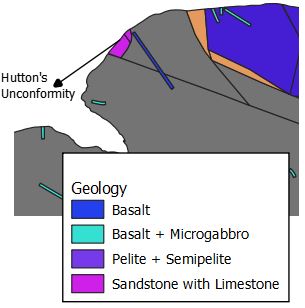 Hutton's
Unconformity
Geology
Basalt
Basalt + Microgabbro
Pelite + Semipelite
Sandstone with Limestone